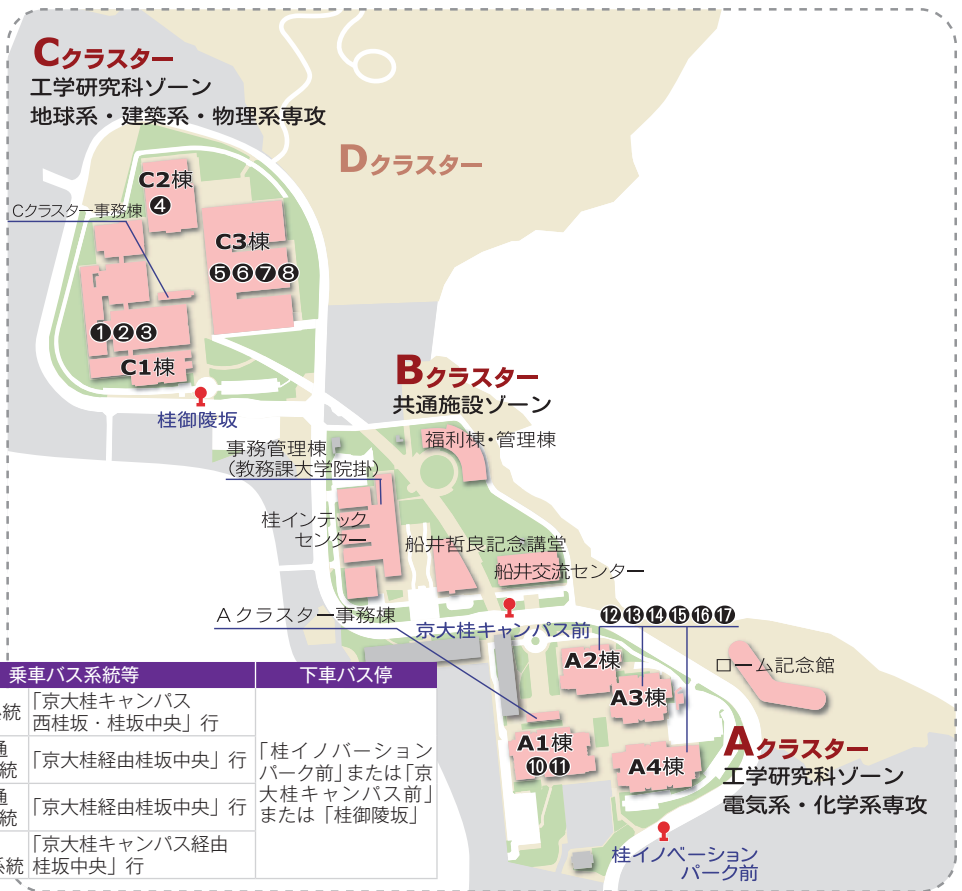 Cクラスター
工学研究科ゾーン
地球系・建築系・物理系専攻
Dクラスター
C2棟
❹
Cクラスター事務棟
C3棟
❺❻❼❽
❶❷❸
C1棟
桂御陵坂
Bクラスター
共通施設ゾーン
福利棟・管理棟
事務管理棟
(教務課大学院掛)
桂インテック
センター
船井哲良記念講堂
船井交流センター
京大桂キャンパス前
Aクラスター事務棟
⓬⓭⓮⓯⓰⓱
A2棟
A3棟
ローム記念館
A1棟
❿⓫
A4棟
Aクラスター
工学研究科ゾーン
電気系・化学系専攻
桂イノベーション
パーク前
乗車バス系統等
下車バス停
統
「京大桂キャンパス
西桂坂・桂坂中央」行
通
統
「京大桂経由桂坂中央」行
通
統
「京大桂経由桂坂中央」行
系統
「京大桂キャンパス経由
桂坂中央」行
「桂イノバーション
パーク前」または「京
大桂キャンパス前」
または「桂御陵坂」